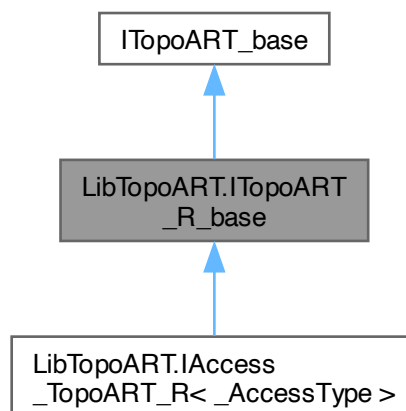 ITopoART_base
LibTopoART.ITopoART
_R_base
LibTopoART.IAccess
_TopoART_R< _AccessType >